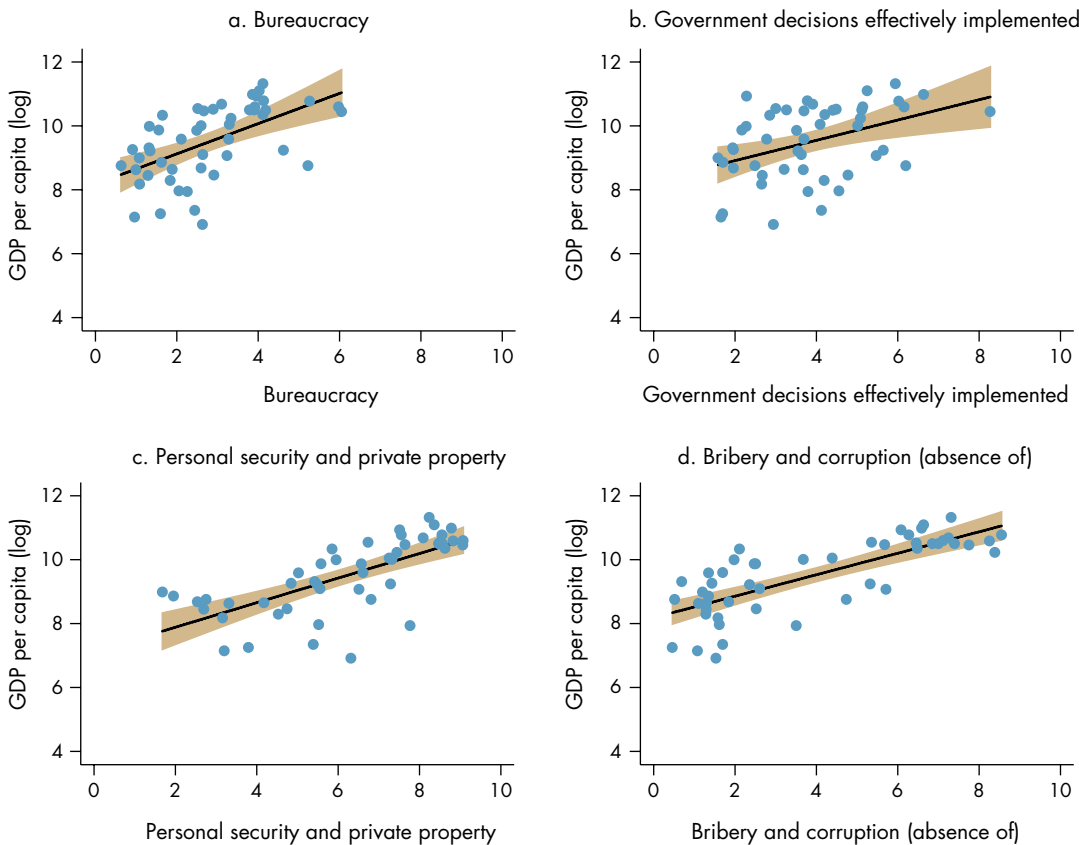 a. Bureaucracy
GDP per capita (log)
12
10
8
6
4
0 2 4 6 8 10
Bureaucracy
b. Government decisions effectively implemented
GDP per capita (log)
12
10
8
6
4
0 2 4 6 8 10
Government decisions effectively implemented
c. Personal security and private property
GDP per capita (log)
12
10
8
6
4
0 2 4 6 8 10
Personal security and private property
d. Bribery and corruption (absence of)
GDP per capita (log)
12
10
8
6
4
0 2 4 6 8 10
Bribery and corruption (absence of)